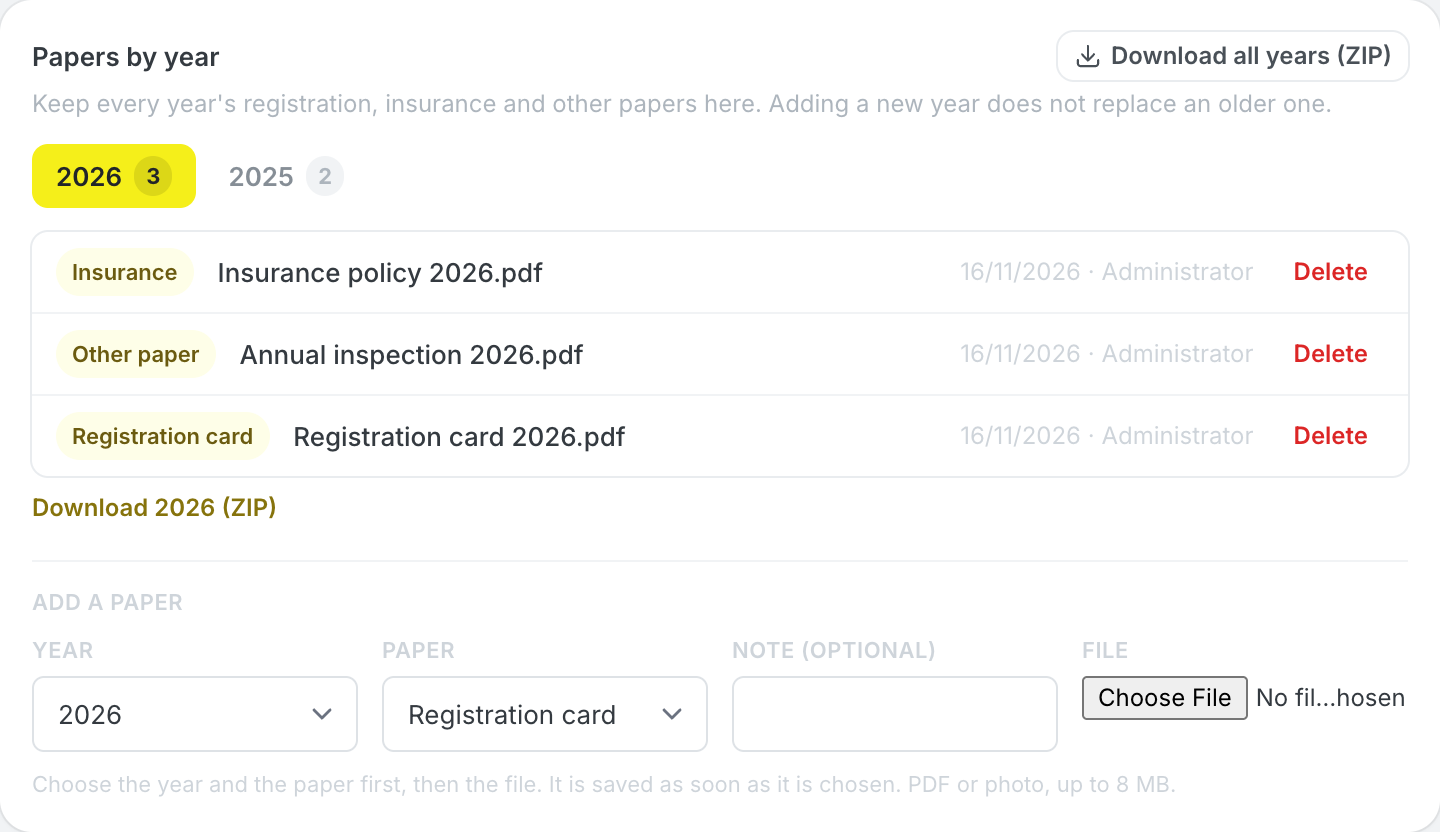 Papers by year
Download all years (ZIP)
Keep every year's registration, insurance and other papers here. Adding a new year does not replace an older one.
2026 3 2025 2
Insurance Insurance policy 2026.pdf 16/11/2026 · Administrator Delete
Other paper Annual inspection 2026.pdf 16/11/2026 · Administrator Delete
Registration card Registration card 2026.pdf 16/11/2026 · Administrator Delete
Download 2026 (ZIP)
ADD A PAPER
YEAR PAPER NOTE (OPTIONAL) FILE
2026 Registration card Choose File No fil...hosen
Choose the year and the paper first, then the file. It is saved as soon as it is chosen. PDF or photo, up to 8 MB.